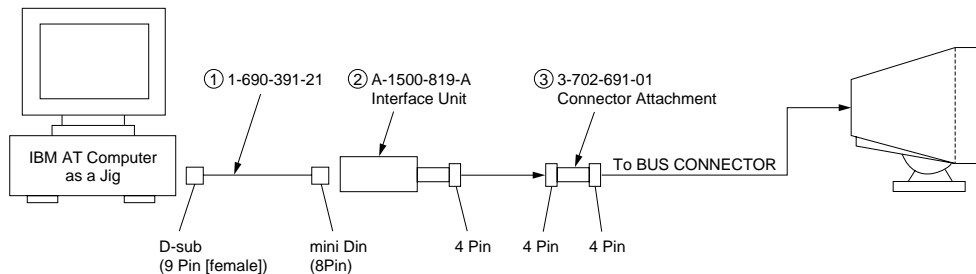 ① 1-690-391-21
② A-1500-819-A
Interface Unit
③ 3-702-691-01
Connector Attachment
IBM AT Computer
as a Jig
To BUS CONNECTOR
D-sub
(9 Pin [female])
mini Din
(8Pin)
4 Pin
4 Pin
4 Pin